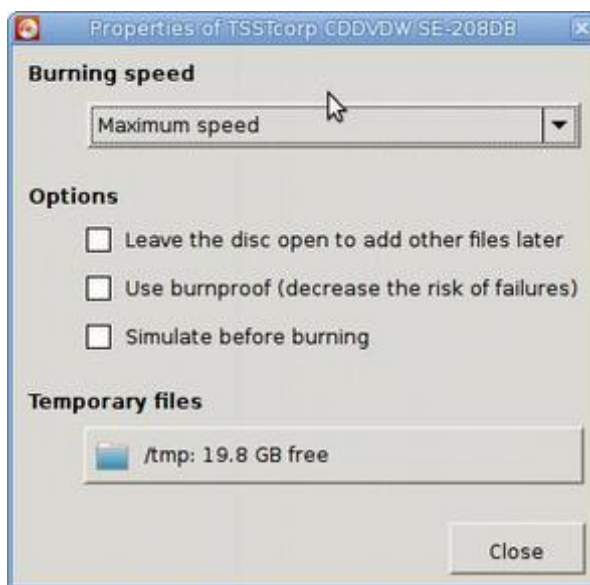 Properties of TSSTcorp CDDVDW SE-208DB
Burning speed
Maximum speed
Options
Leave the disc open to add other files later
Use burnproof (decrease the risk of failures)
Simulate before burning
Temporary files
/tmp: 19.8 GB free
Close